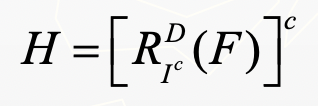 H = [R_{I^c}^D(F)]^c